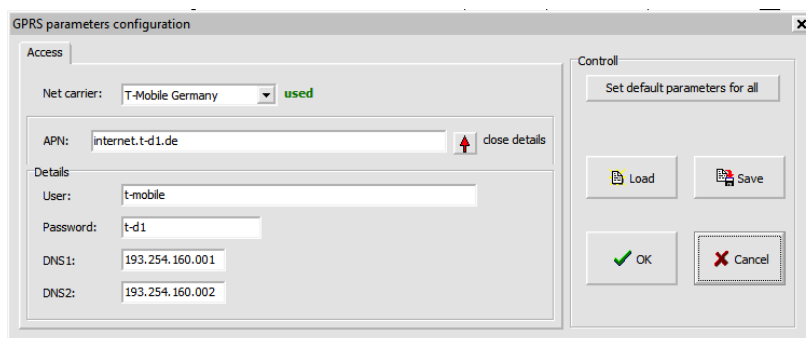 GPRS parameters configuration
Access
Net carrier: T-Mobile Germany used
APN: internet.t-d1.de close details
Details
User: t-mobile
Password: t-d1
DNS1: 193.254.160.001
DNS2: 193.254.160.002
Controll
Set default parameters for all
Load Save
OK Cancel